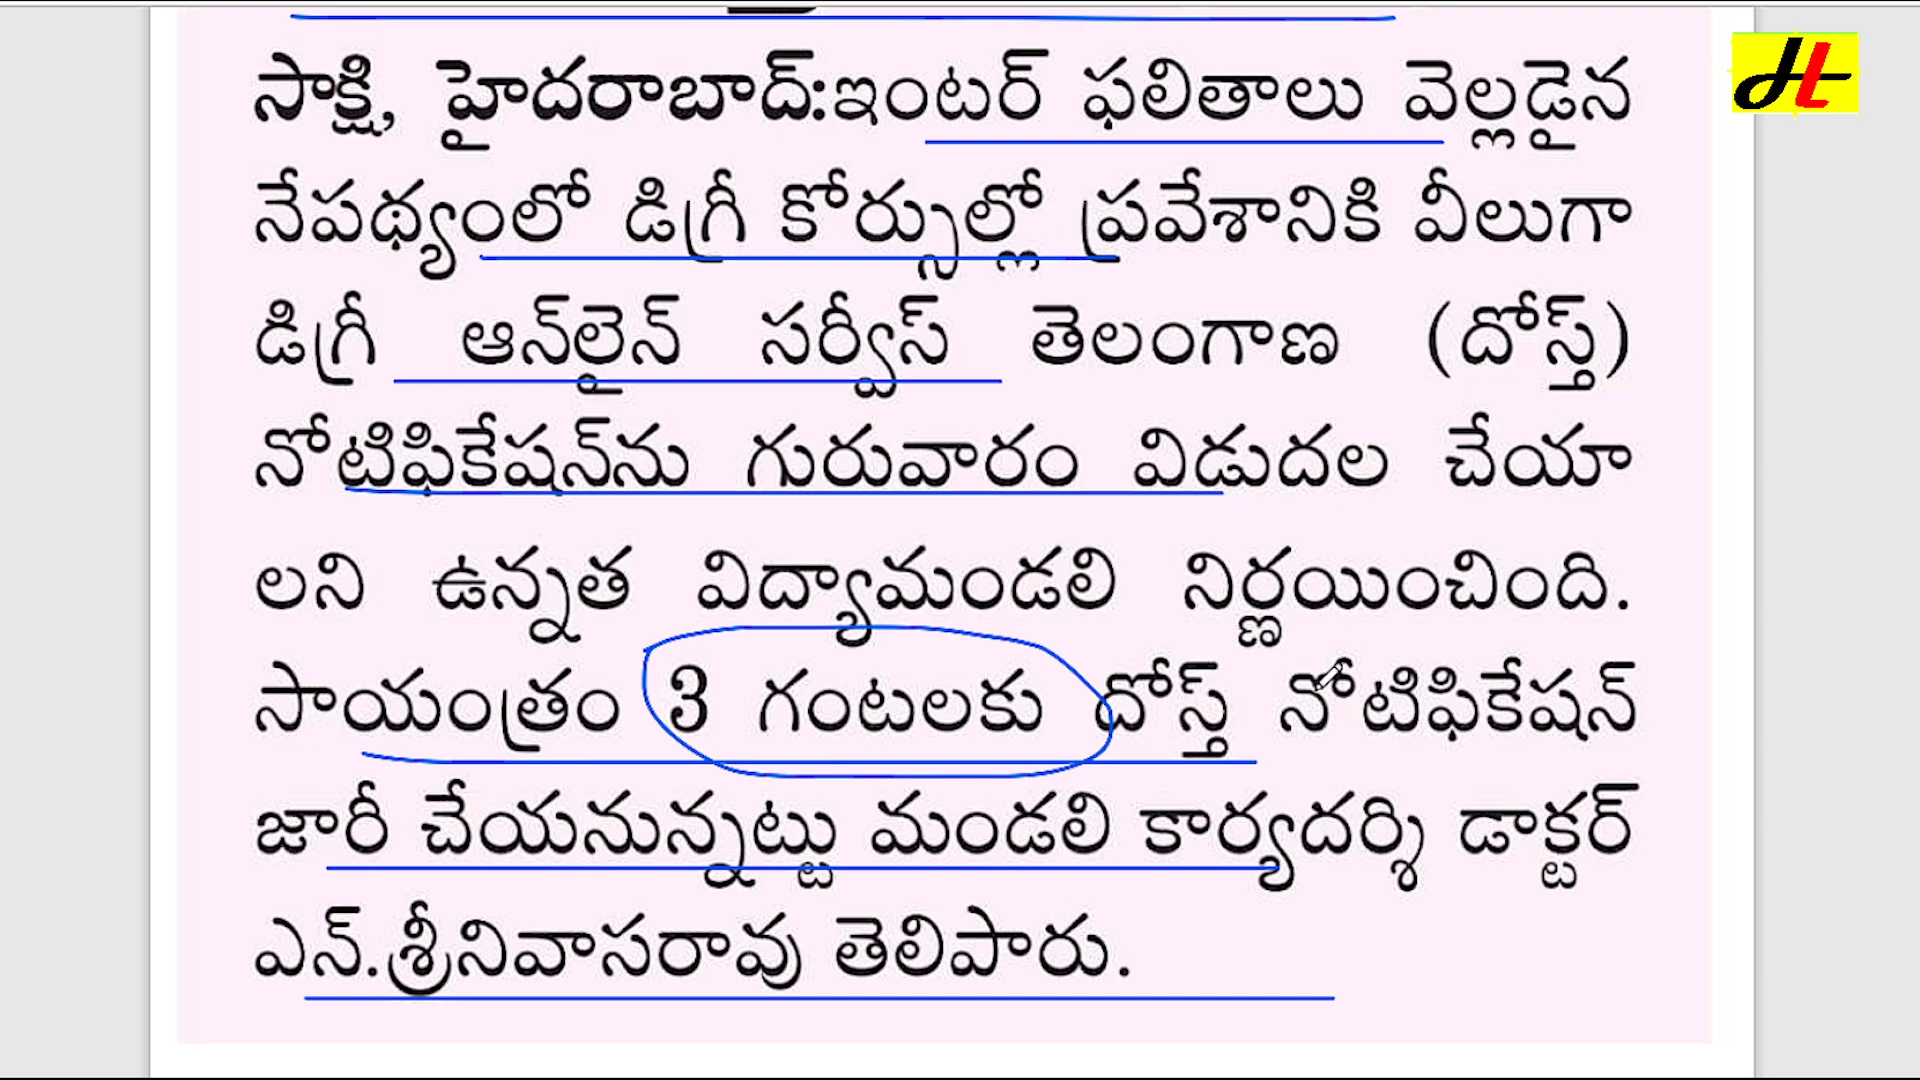 సాక్షి, హైదరాబాద్:ఇంటర్ ఫలితాలు వెల్లడైన
నేపథ్యంలో డిగ్రీ కోర్సుల్లో ప్రవేశానికి వీలుగా
డిగ్రీ ఆన్‌లైన్ సర్వీస్ తెలంగాణ (దోస్త్)
నోటిఫికేషన్‌ను గురువారం విడుదల చేయా
లని ఉన్నత విద్యామండలి నిర్ణయించింది.
సాయంత్రం 3 గంటలకు దోస్త్ నోటిఫికేషన్
జారీ చేయనున్నట్టు మండలి కార్యదర్శి డాక్టర్
ఎన్.శ్రీనివాసరావు తెలిపారు.